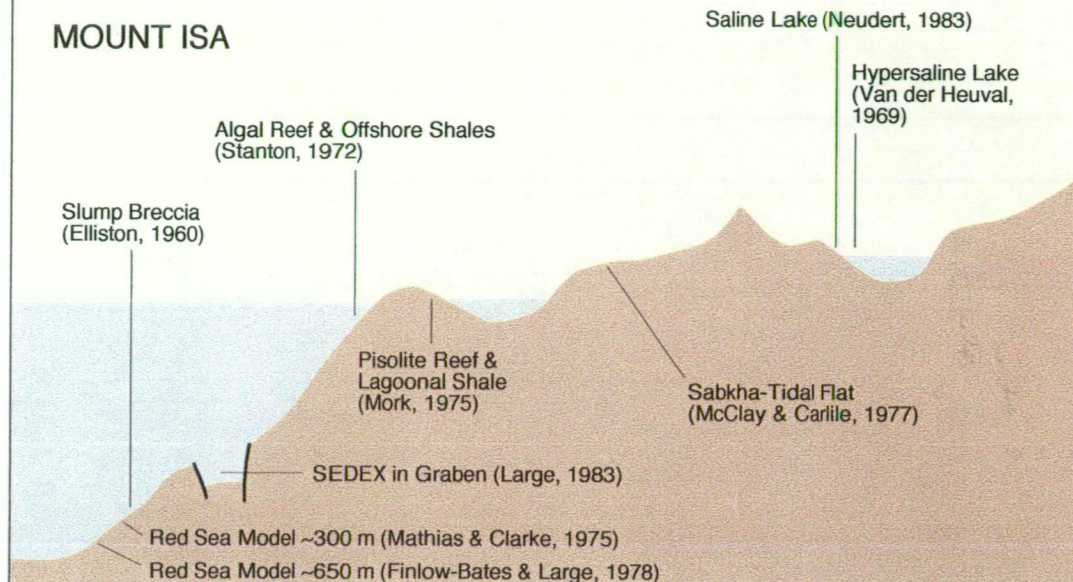 MOUNT ISA
Saline Lake (Neudert, 1983)
Hypersaline Lake
(Van der Heuval,
1969)
Algal Reef & Offshore Shales
(Stanton, 1972)
Slump Breccia
(Elliston, 1960)
Pisolite Reef &
Lagoonal Shale
(Mork, 1975)
Sabkha-Tidal Flat
(McClay & Carlile, 1977)
SEDEX in Graben (Large, 1983)
Red Sea Model ~300 m (Mathias & Clarke, 1975)
Red Sea Model ~650 m (Finlow-Bates & Large, 1978)